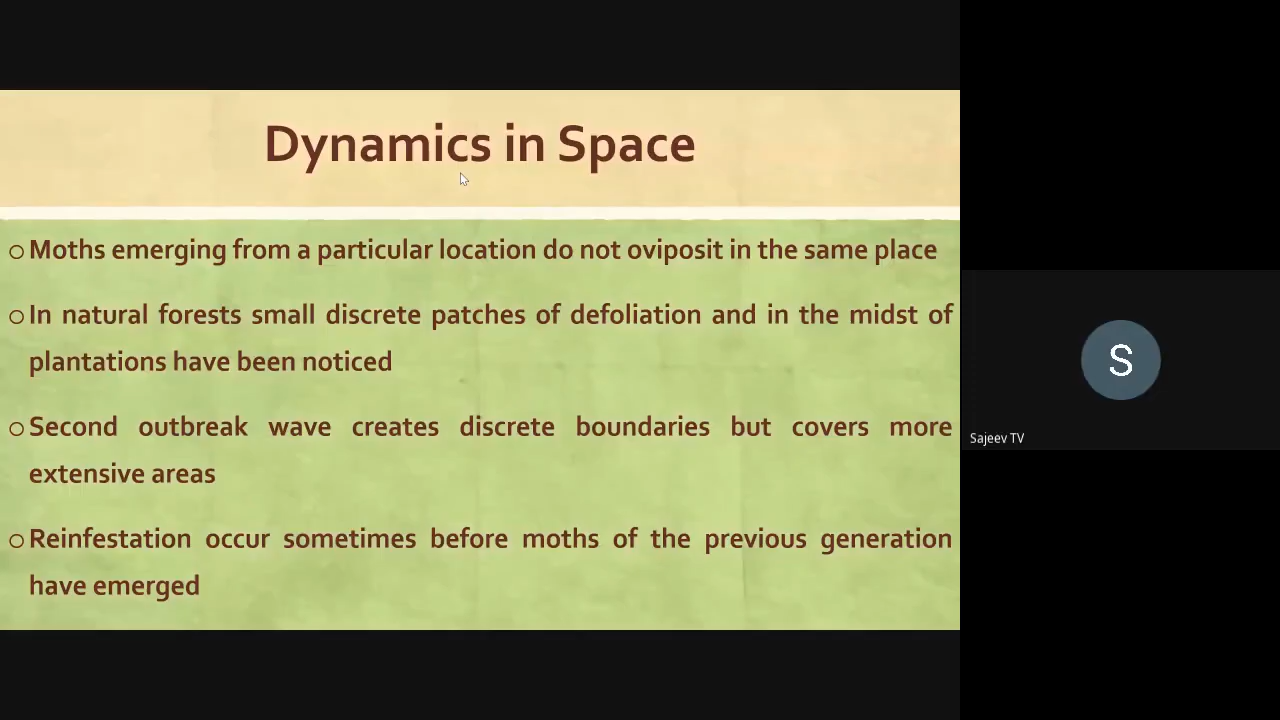 Dynamics in Space
○ Moths emerging from a particular location do not oviposit in the same place
○ In natural forests small discrete patches of defoliation and in the midst of
plantations have been noticed
○ Second outbreak wave creates discrete boundaries but covers more
extensive areas
○ Reinfestation occur sometimes before moths of the previous generation
have emerged
S
Sajeev TV